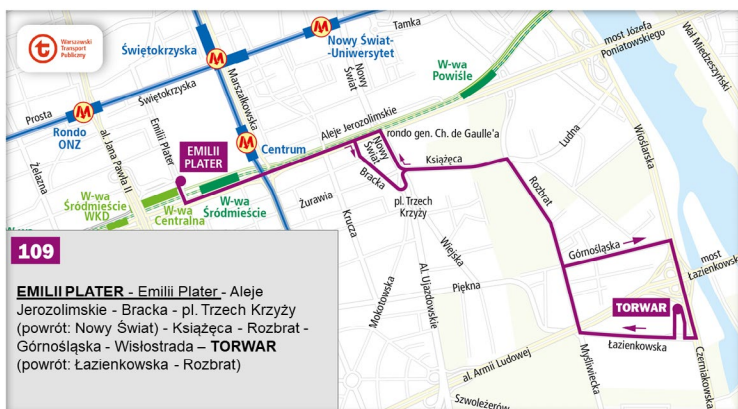 Warszawski
Transport
Publiczny
Świętokrzyska
Nowy Świat-
-Uniwersytet
Tamka
most Józefa
Poniatowskiego
Wał Miedzeszyński
W-wa
Powiśle
Nowy
Świat
Marszałkowska
Prosta
Świętokrzyska
Rondo
ONZ
al. Jana Pawła II
Emilii Plater
EMILII
PLATER
Centrum
Aleje Jerozolimskie
rondo gen. Ch. de Gaulle'a
Nowy
Świat
Bracka
Książęca
Ludna
Wioślarska
Żelazna
W-wa
Śródmieście
WKD
W-wa
Centralna
W-wa
Śródmieście
Żurawia
Krucza
pl. Trzech
Krzyży
Rozbrat
Wiejska
Górnośląska
most
Łazienkowsk
Mokotowska
Al. Ujazdowskie
Piękna
TORWAR
Łazienkowska
Myśliwiecka
Czerniakowska
al. Armii Ludowej
Szwoleżerów
109
EMILII PLATER - Emilii Plater - Aleje
Jerozolimskie - Bracka - pl. Trzech Krzyży
(powrót: Nowy Świat) - Książęca - Rozbrat -
Górnośląska - Wisłostrada – TORWAR
(powrót: Łazienkowska - Rozbrat)